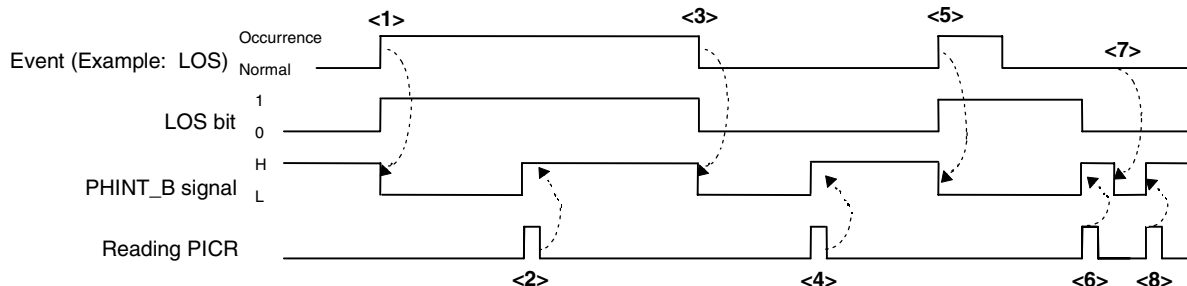 <1> <3> <5>
Occurrence
Event (Example: LOS) Normal <7>
1
LOS bit
0
H
PHINT_B signal
L
Reading PICR
<2> <4> <6> <8>